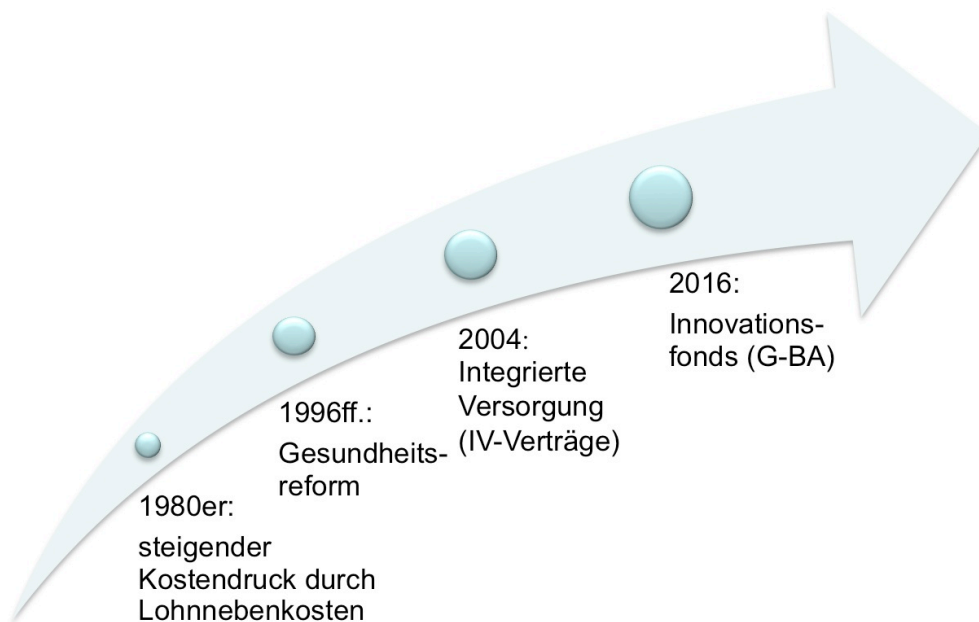 1980er:
steigender
Kostendruck durch
Lohnnebenkosten
1996ff.:
Gesundheits-
reform
2004:
Integrierte
Versorgung
(IV-Verträge)
2016:
Innovations-
fonds (G-BA)